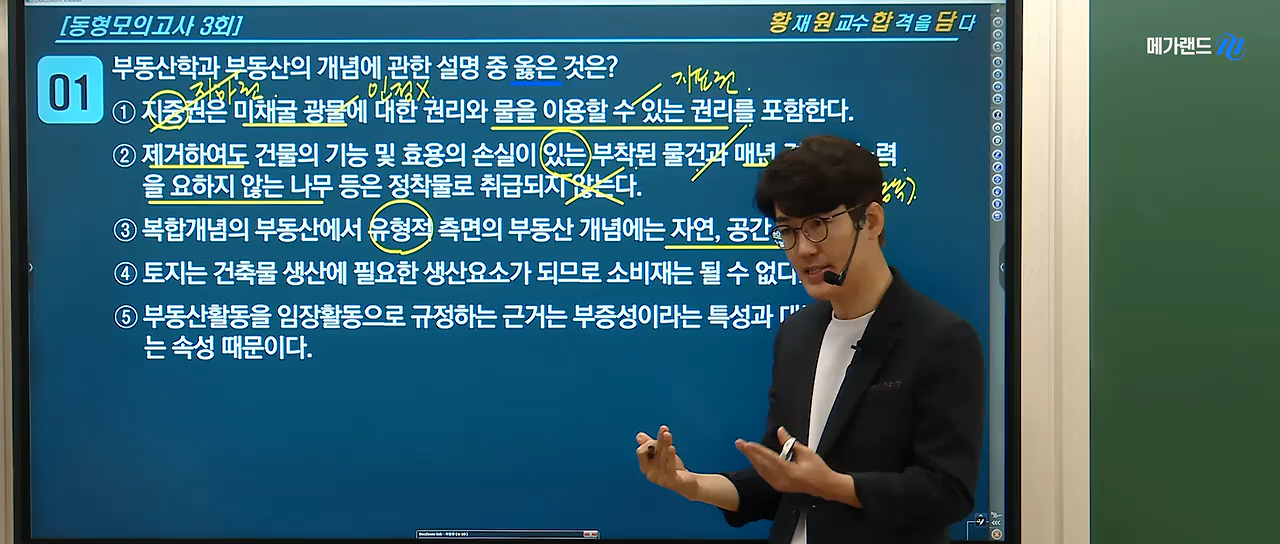 [동형모의고사 3회]
황재원교수 합격을 담다
메가랜드
01
부동산학과 부동산의 개념에 관한 설명 중 옳은 것은?
지하권
인정X
지표권
① 지중권은 미채굴 광물에 대한 권리와 물을 이용할 수 있는 권리를 포함한다.
② 제거하여도 건물의 기능 및 효용의 손실이 있는 부착된 물건과 매년 력
을 요하지 않는 나무 등은 정착물로 취급되지 않는다.
③ 복합개념의 부동산에서 유형적 측면의 부동산 개념에는 자연, 공간
④ 토지는 건축물 생산에 필요한 생산요소가 되므로 소비재는 될 수 없다.
⑤ 부동산활동을 임장활동으로 규정하는 근거는 부증성이라는 특성과
는 속성 때문이다.